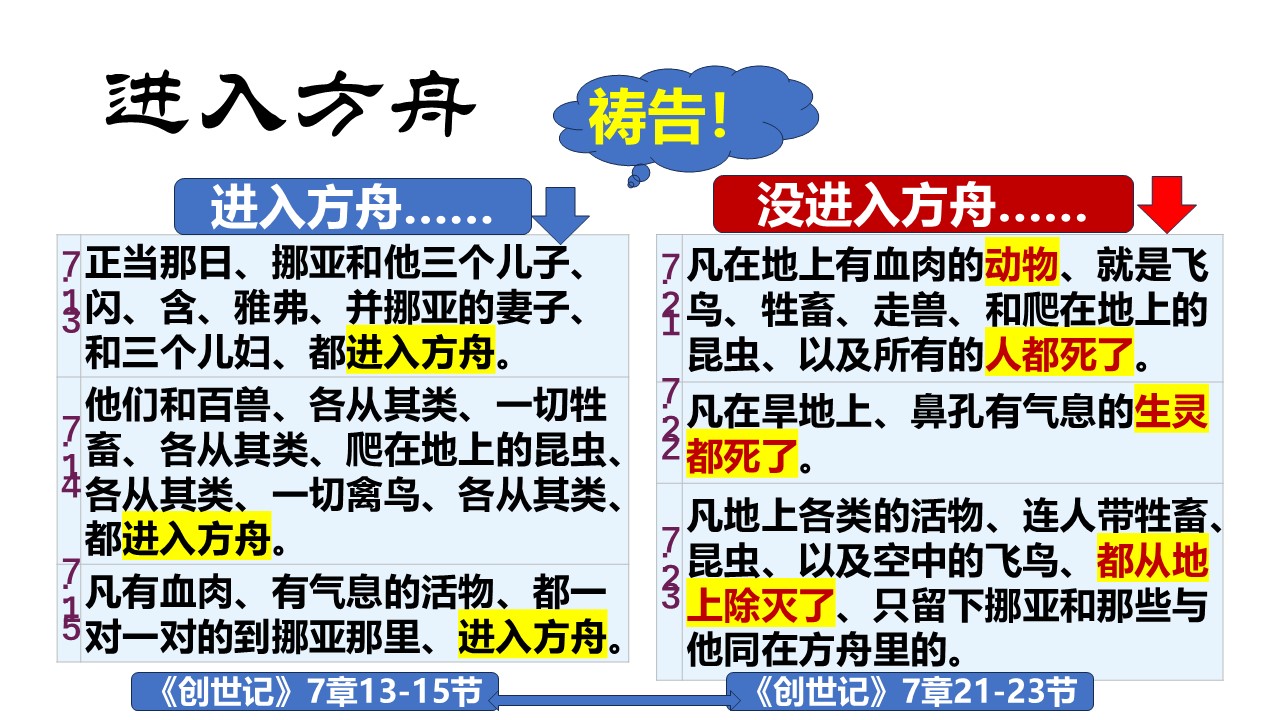 进入方舟
祷告!
进入方舟……
7:13
正当那日、挪亚和他三个儿子、
闪、含、雅弗、并挪亚的妻子、
和三个儿妇、都进入方舟。
7:14
他们和百兽、各从其类、一切牲
畜、各从其类、爬在地上的昆虫、
各从其类、一切禽鸟、各从其类、
都进入方舟。
7:15
凡有血肉、有气息的活物、都一
对一对的到挪亚那里、进入方舟。
《创世记》7章13-15节
没进入方舟……
7:21
凡在地上有血肉的动物、就是飞
鸟、牲畜、走兽、和爬在地上的
昆虫、以及所有的人都死了。
7:22
凡在旱地上、鼻孔有气息的生灵
都死了。
7:23
凡地上各类的活物、连人带牲畜、
昆虫、以及空中的飞鸟、都从地
上除灭了、只留下挪亚和那些与
他同在方舟里的。
《创世记》7章21-23节